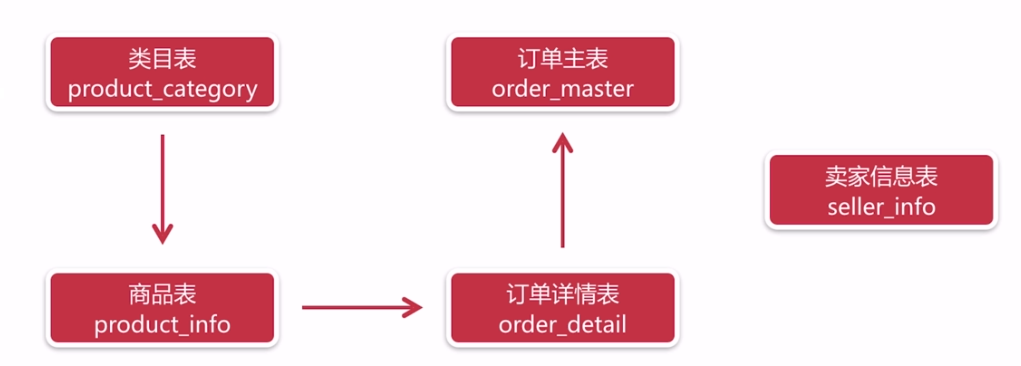 类目表
product_category
订单主表
order_master
卖家信息表
seller_info
商品表
product_info
订单详情表
order_detail